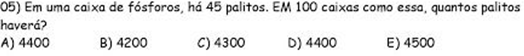 05) Em uma caixa de fósforos, há 45 palitos. EM 100 caixas como essa, quantos palitos
haverá?
A) 4400 B) 4200 C) 4300 D) 4400 E) 4500